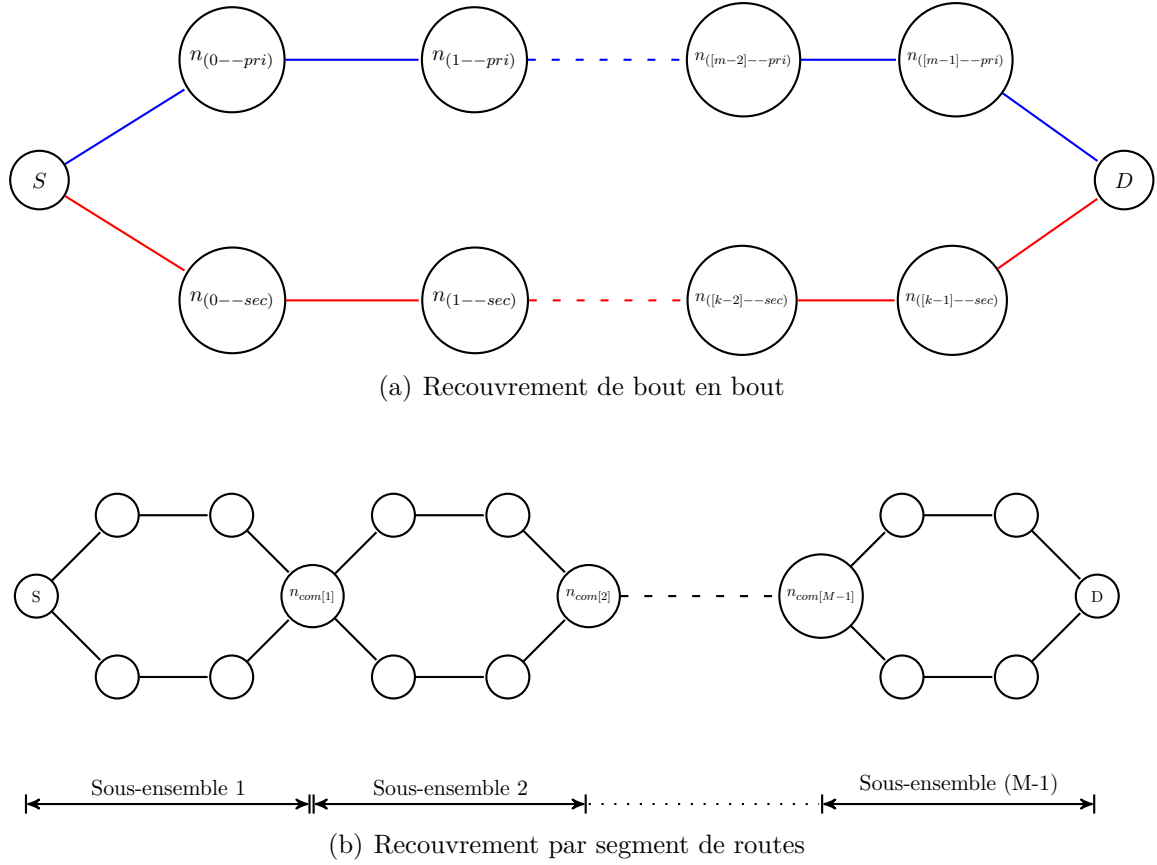 n(0--pri) n(1--pri) n([m-2]--pri) n([m-1]--pri)
S D
n(0--sec) n(1--sec) n([k-2]--sec) n([k-1]--sec)
(a) Recouvrement de bout en bout
S ncom[1] ncom[2] ncom[M-1] D
Sous-ensemble 1 Sous-ensemble 2 Sous-ensemble (M-1)
(b) Recouvrement par segment de routes